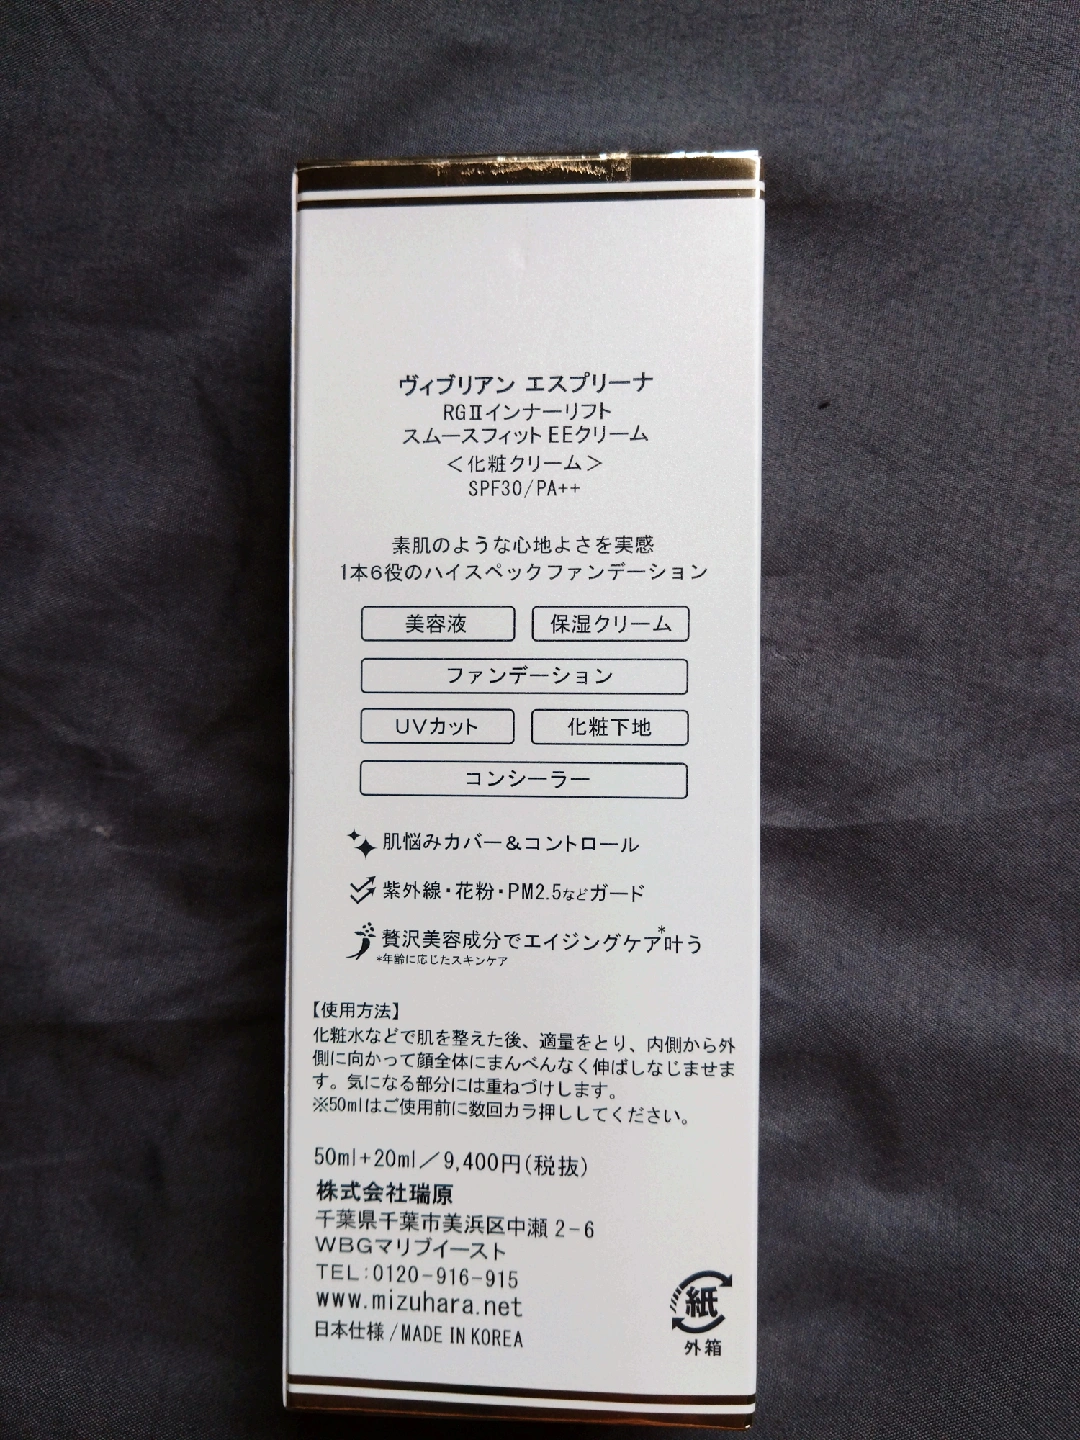 ヴィブリアン エスプリーナ
RGⅡインナーリフト
スムースフィットEEクリーム
＜化粧クリーム＞
SPF30/PA++
素肌のような心地よさを実感
1本6役のハイスペックファンデーション
美容液 保湿クリーム
ファンデーション
UVカット 化粧下地
コンシーラー
肌悩みカバー＆コントロール
紫外線・花粉・PM2.5などガード
贅沢美容成分でエイジングケア*叶う
*年齢に応じたスキンケア
【使用方法】
化粧水などで肌を整えた後、適量をとり、内側から外
側に向かって顔全体にまんべんなく伸ばしなじませま
す。気になる部分には重ねづけします。
※50mlはご使用前に数回カラ押ししてください。
50ml+20ml／9,400円(税抜)
株式会社瑞原
千葉県千葉市美浜区中瀬 2-6
WBGマリブイースト
TEL:0120-916-915
www.mizuhara.net
日本仕様/MADE IN KOREA
紙
外箱